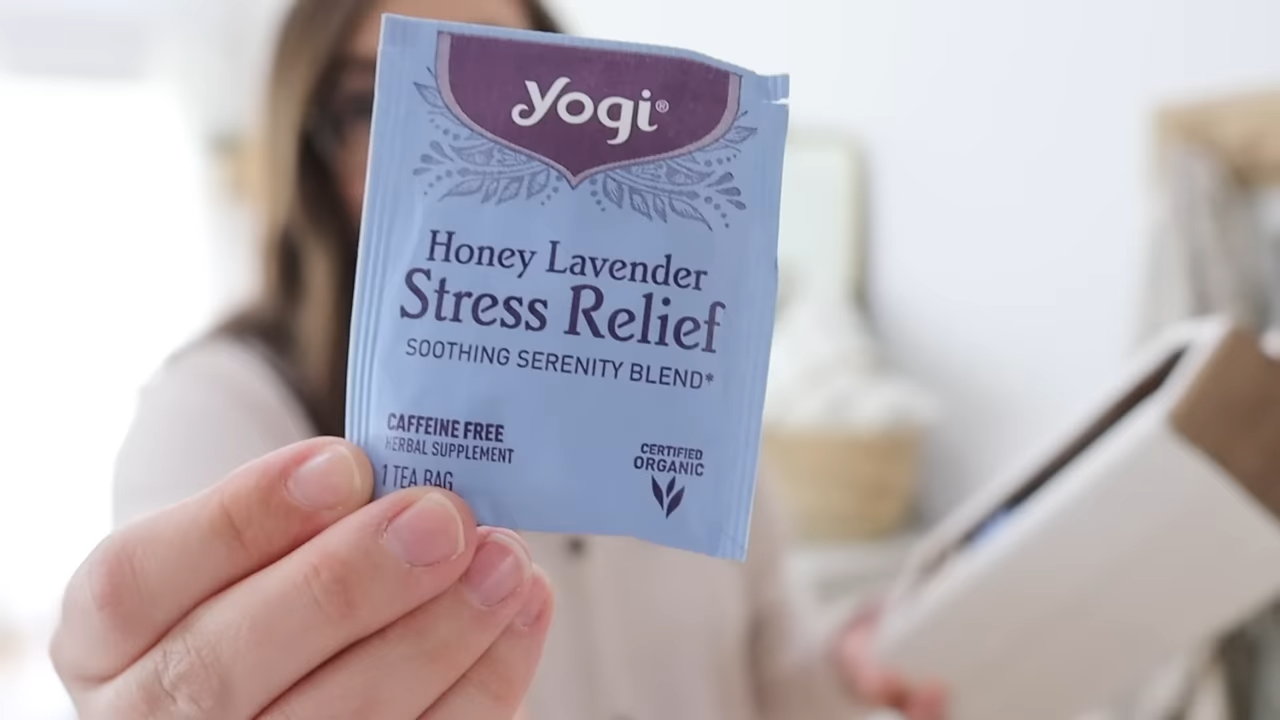 yogi®
Honey Lavender
Stress Relief
SOOTHING SERENITY BLEND*
CAFFEINE FREE
HERBAL SUPPLEMENT
1 TEA BAG
CERTIFIED
ORGANIC